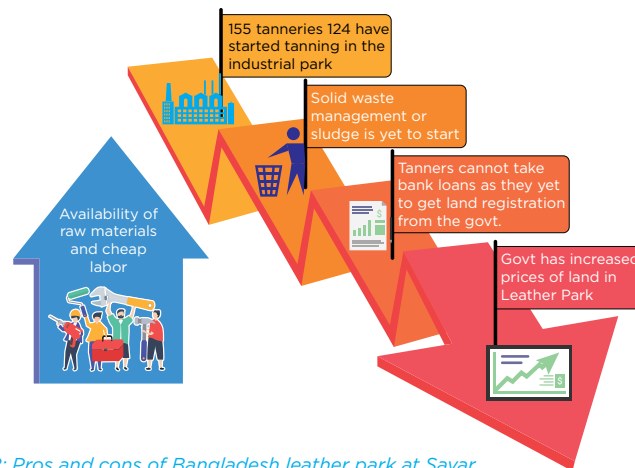 155 tanneries 124 have
started tanning in the
industrial park
Solid waste
management or
sludge is yet to start
Tanners cannot take
bank loans as they yet
to get land registration
from the govt.
Govt has increased
prices of land in
Leather Park
Availability of
raw materials
and cheap
labor
: Pros and cons of Bangladesh leather park at Savar